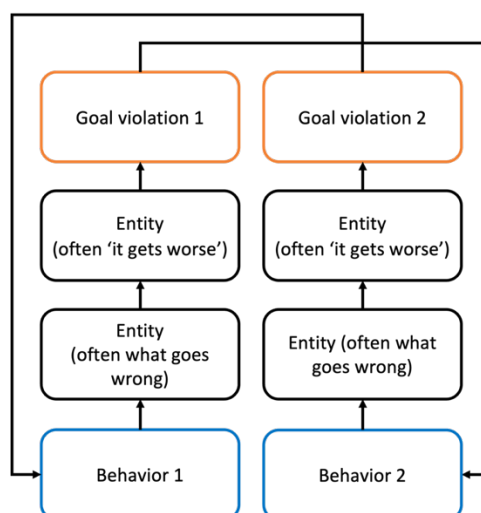 Goal violation 1
Goal violation 2
Entity
(often ‘it gets worse’)
Entity
(often ‘it gets worse’)
Entity
(often what goes
wrong)
Entity (often what
goes wrong)
Behavior 1
Behavior 2